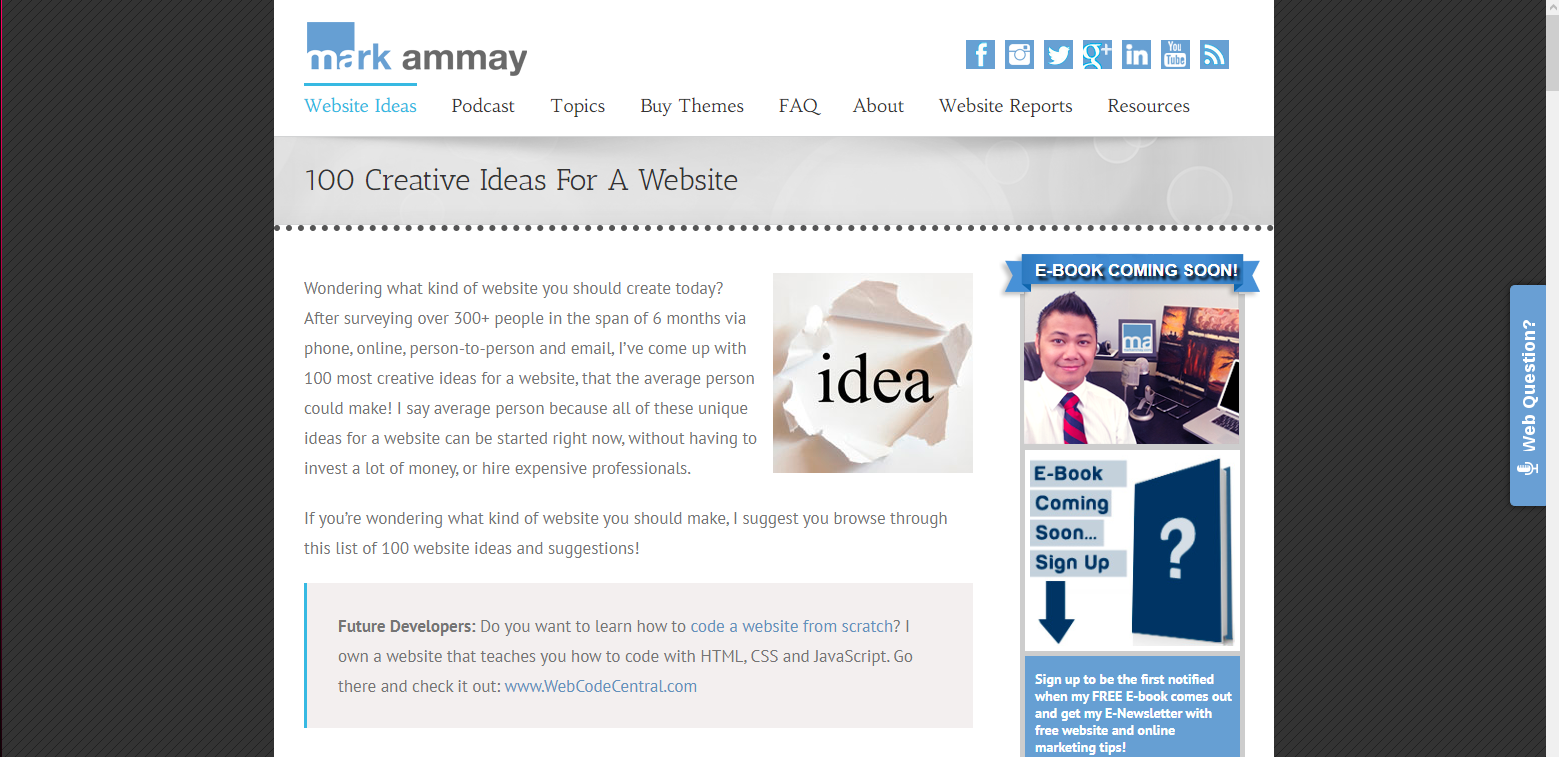 mark ammay
f
g+
in
You
Tube
Website Ideas
Podcast
Topics
Buy Themes
FAQ
About
Website Reports
Resources
100 Creative Ideas For A Website
Wondering what kind of website you should create today?
After surveying over 300+ people in the span of 6 months via
phone, online, person-to-person and email, I’ve come up with
100 most creative ideas for a website, that the average person
could make! I say average person because all of these unique
ideas for a website can be started right now, without having to
invest a lot of money, or hire expensive professionals.
idea
If you’re wondering what kind of website you should make, I suggest you browse through
this list of 100 website ideas and suggestions!
Future Developers: Do you want to learn how to code a website from scratch? I
own a website that teaches you how to code with HTML, CSS and JavaScript. Go
there and check it out: www.WebCodeCentral.com
E-BOOK COMING SOON!
ma
E-Book
Coming
Soon...
Sign Up
?
Sign up to be the first notified
when my FREE E-book comes out
and get my E-Newsletter with
free website and online
marketing tips!
Web Question?